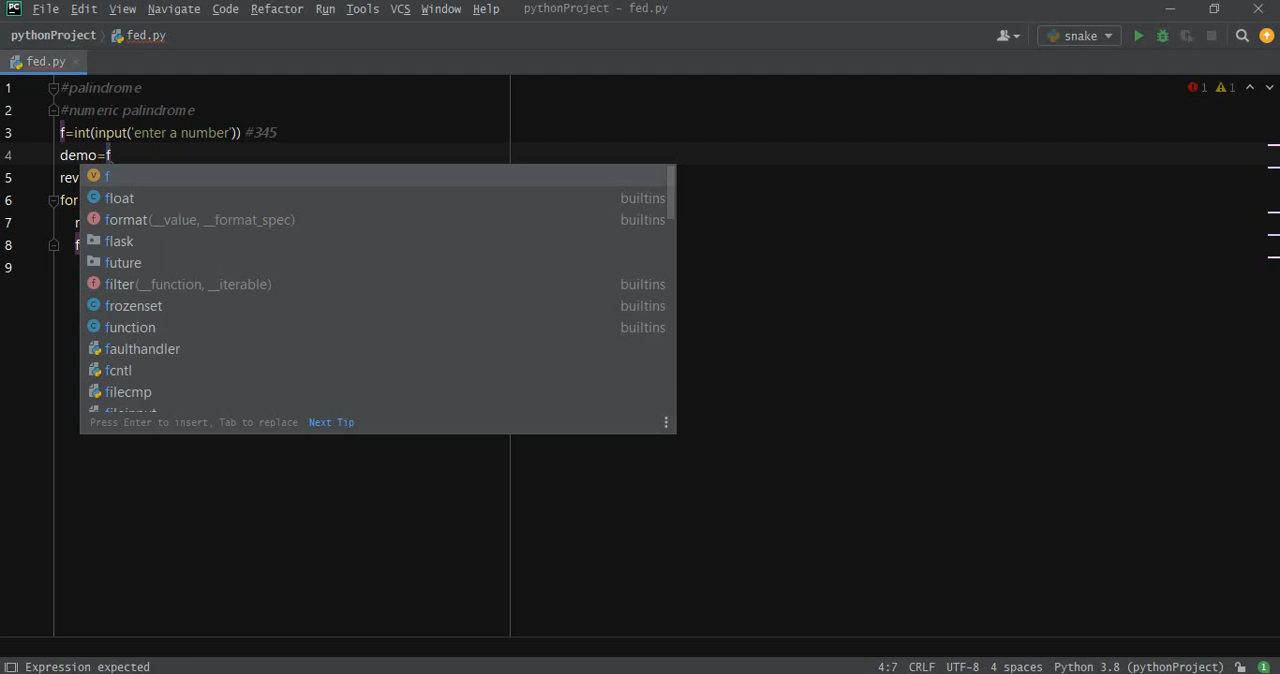 PC File Edit View Navigate Code Refactor Run Tools VCS Window Help pythonProject - fed.py
pythonProject fed.py snake
fed.py
1 #palindrome 1 1
2 #numeric palindrome
3 f=int(input('enter a number')) #345
4 demo=f
5 rev
6 for
7 r
8 f
9
f
float builtins
format(__value, __format_spec) builtins
flask
future
filter(__function, __iterable) builtins
frozenset builtins
function builtins
faulthandler
fcntl
filecmp
fileinput
Press Enter to insert, Tab to replace Next Tip
Expression expected 4:7 CRLF UTF-8 4 spaces Python 3.8 (pythonProject) 1